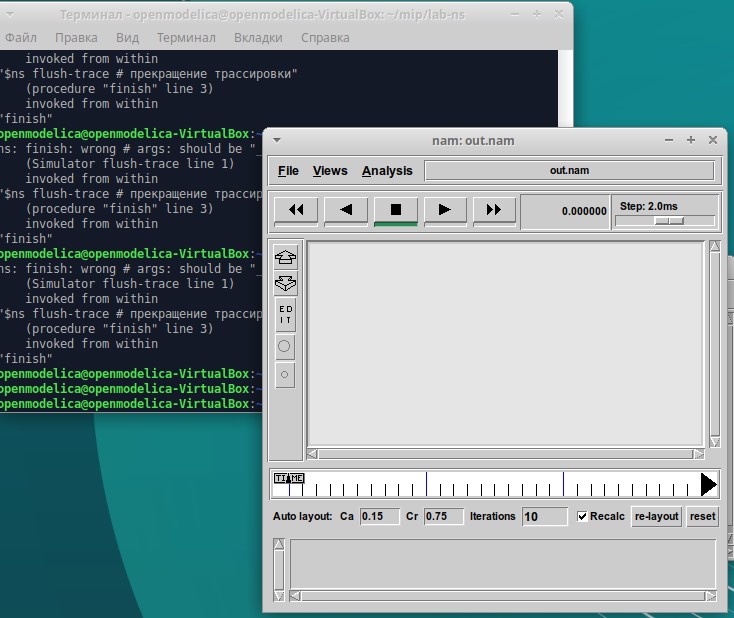 Терминал - openmodelica@openmodelica-VirtualBox: ~/mip/lab-ns
Файл Правка Вид Терминал Вкладки Справка
invoked from within
"$ns flush-trace # прекращение трассировки"
(procedure "finish" line 3)
invoked from within
"finish"
openmodelica@openmodelica-VirtualBox:~
ns: finish: wrong # args: should be "_
(Simulator flush-trace line 1)
invoked from within
"$ns flush-trace # прекращение трассир
(procedure "finish" line 3)
invoked from within
"finish"
openmodelica@openmodelica-VirtualBox:~
ns: finish: wrong # args: should be "_
(Simulator flush-trace line 1)
invoked from within
"$ns flush-trace # прекращение трассир
(procedure "finish" line 3)
invoked from within
"finish"
openmodelica@openmodelica-VirtualBox:~
openmodelica@openmodelica-VirtualBox:~
openmodelica@openmodelica-VirtualBox:~
nam: out.nam
File Views Analysis out.nam
0.000000 Step: 2.0ms
ED
IT
TIME
Auto layout: Ca 0.15 Cr 0.75 Iterations 10 Recalc re-layout reset